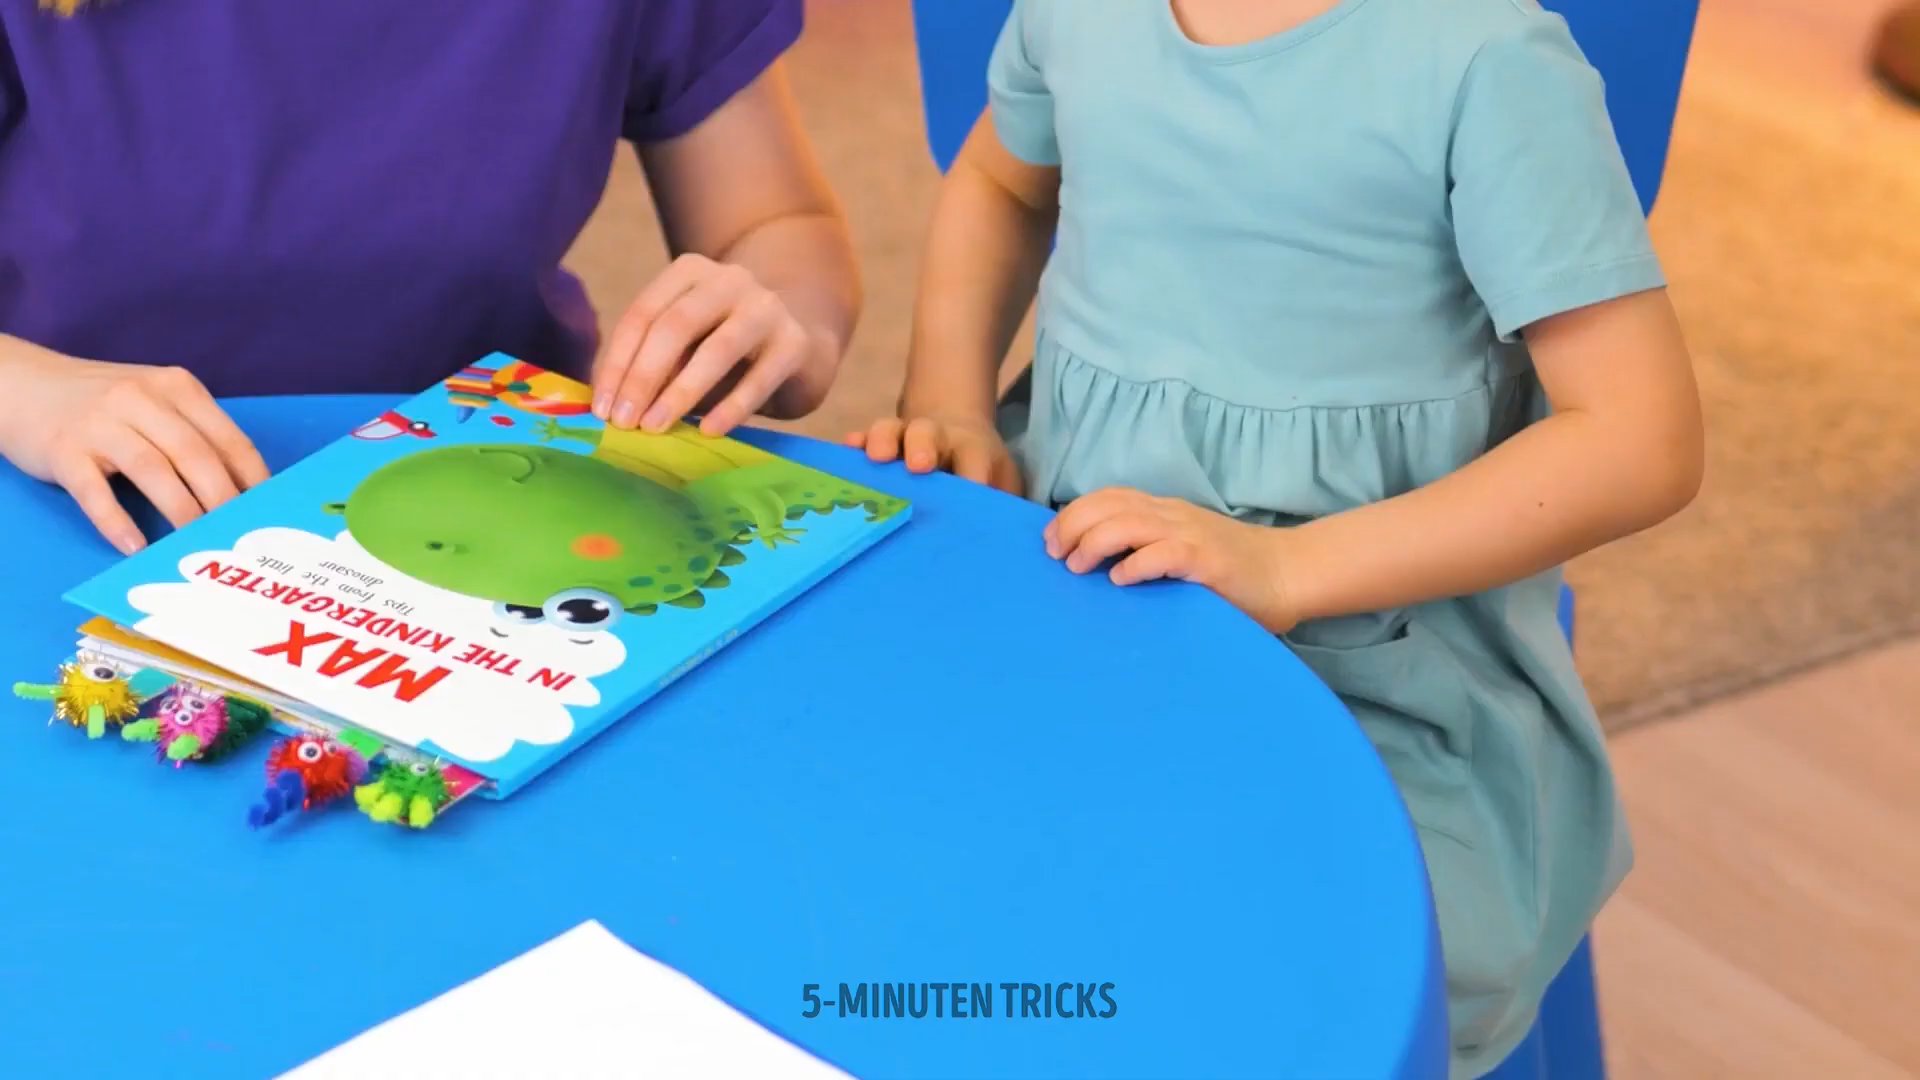 MAX
IN THE KINDERGARTEN
Tips from the little
dinosaur
5-MINUTEN TRICKS